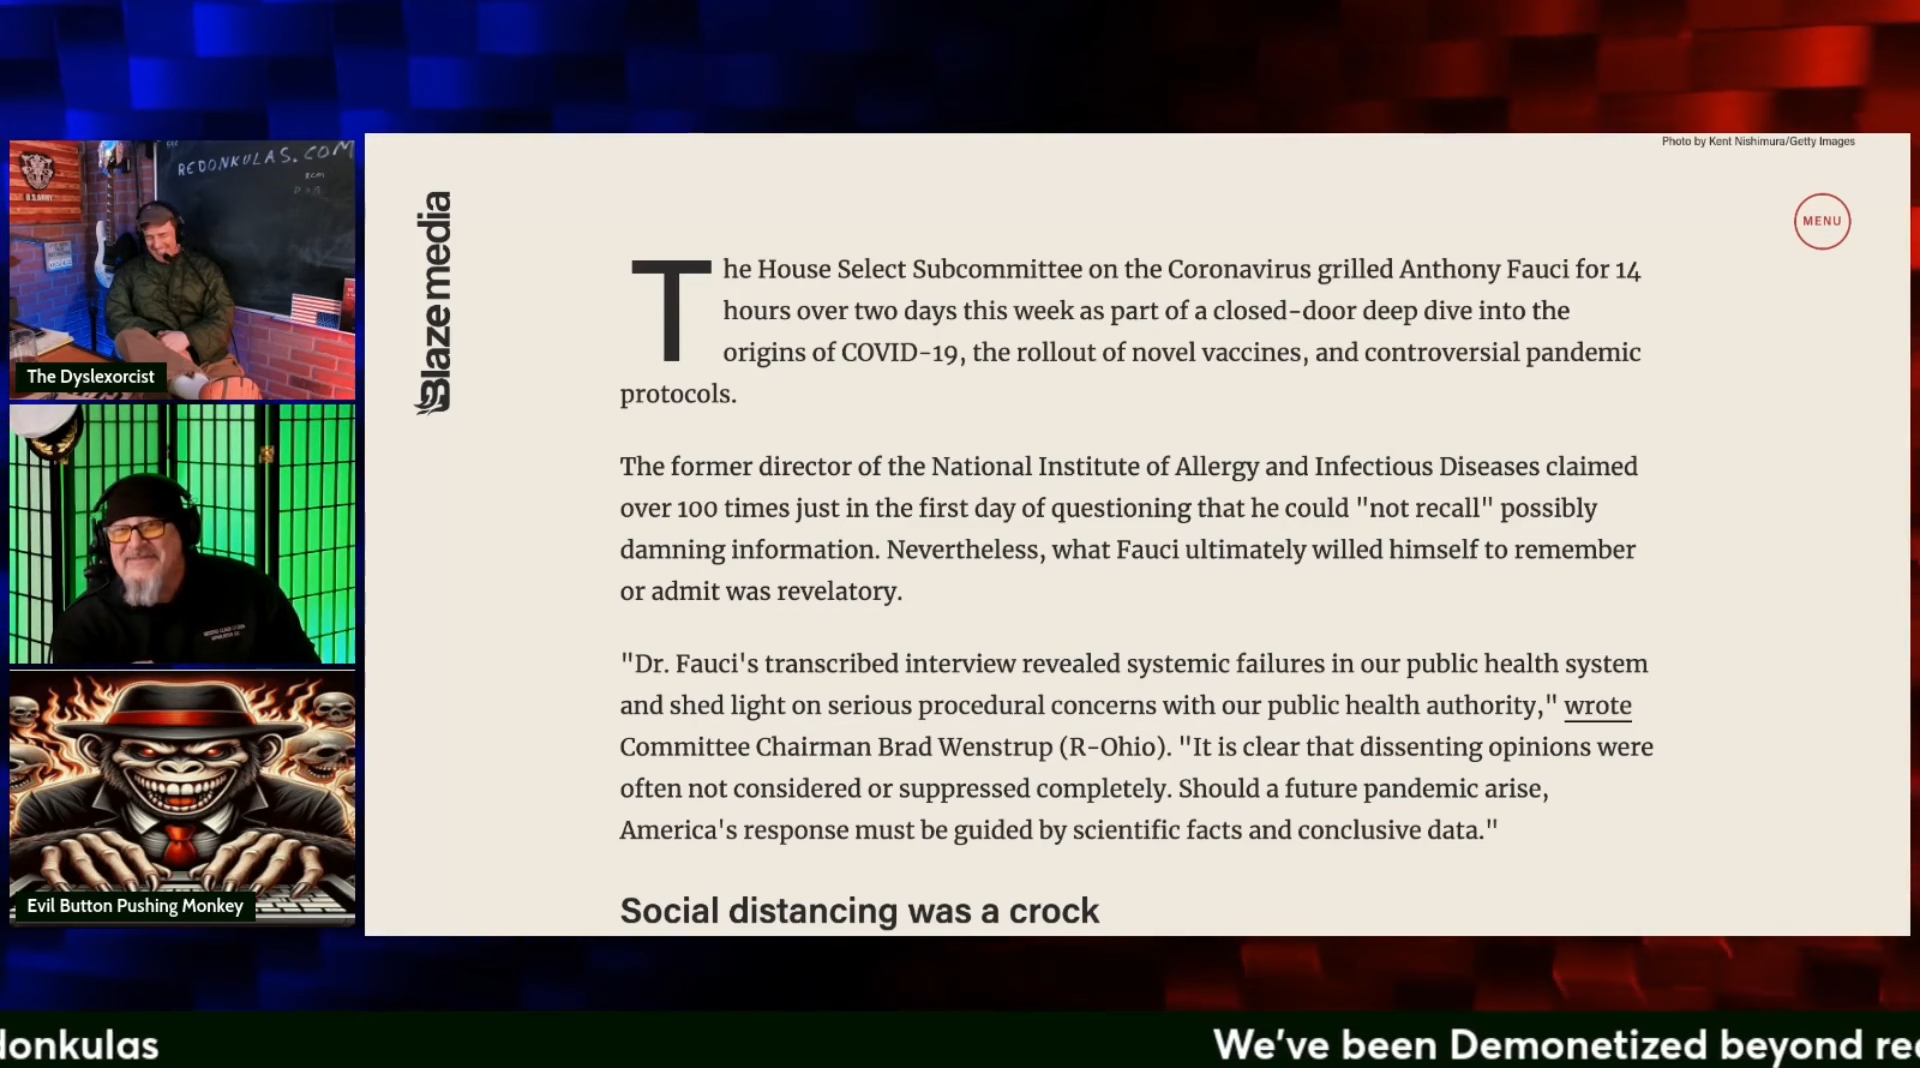 Photo by Kent Nishimura/Getty Images
REDONKULAS.COM
U.S. ARMY
The Dyslexorcist
Evil Button Pushing Monkey
Blaze media
MENU
The House Select Subcommittee on the Coronavirus grilled Anthony Fauci for 14
hours over two days this week as part of a closed-door deep dive into the
origins of COVID-19, the rollout of novel vaccines, and controversial pandemic
protocols.
The former director of the National Institute of Allergy and Infectious Diseases claimed
over 100 times just in the first day of questioning that he could "not recall" possibly
damning information. Nevertheless, what Fauci ultimately willed himself to remember
or admit was revelatory.
"Dr. Fauci's transcribed interview revealed systemic failures in our public health system
and shed light on serious procedural concerns with our public health authority," wrote
Committee Chairman Brad Wenstrup (R-Ohio). "It is clear that dissenting opinions were
often not considered or suppressed completely. Should a future pandemic arise,
America's response must be guided by scientific facts and conclusive data."
Social distancing was a crock
donkulas
We've been Demonetized beyond rec